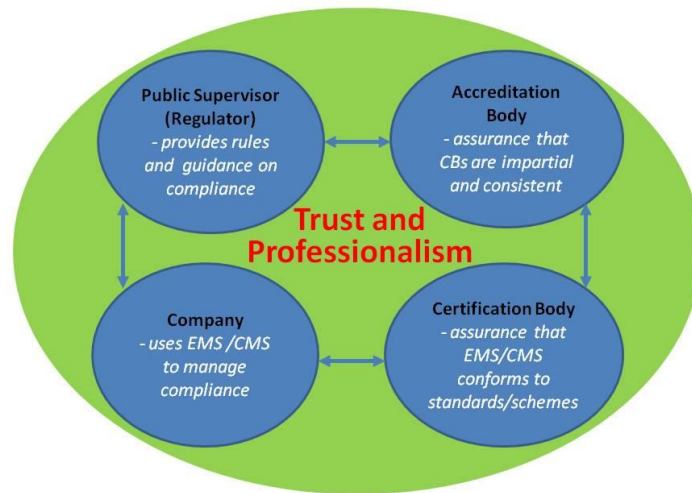 Public Supervisor
(Regulator)
- provides rules
and guidance on
compliance
Accreditation
Body
- assurance that
CBs are impartial
and consistent
Trust and
Professionalism
Company
- uses EMS /CMS
to manage
compliance
Certification Body
- assurance that
EMS/CMS
conforms to
standards/schemes